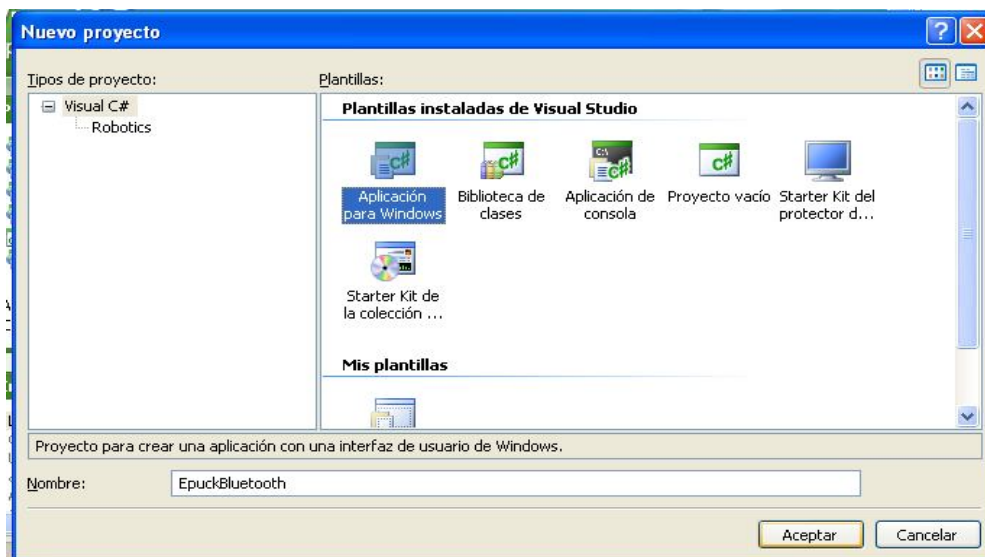 Nuevo proyecto
Tipos de proyecto:
Plantillas:
Visual C#
Robotics
Plantillas instaladas de Visual Studio
Aplicación
para Windows
Biblioteca de
clases
Aplicación de
consola
Proyecto vacío
Starter Kit del
protector d...
Starter Kit de
la colección ...
Mis plantillas
Proyecto para crear una aplicación con una interfaz de usuario de Windows.
Nombre:
EpuckBluetooth
Aceptar
Cancelar